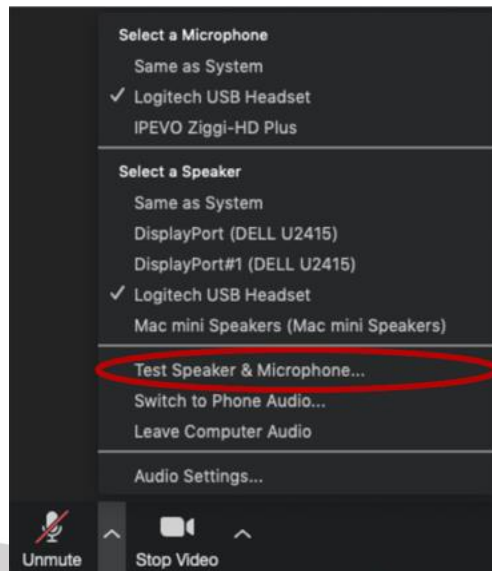 Select a Microphone
Same as System
✓ Logitech USB Headset
IPEVO Ziggi-HD Plus
Select a Speaker
Same as System
DisplayPort (DELL U2415)
DisplayPort#1 (DELL U2415)
✓ Logitech USB Headset
Mac mini Speakers (Mac mini Speakers)
Test Speaker & Microphone...
Switch to Phone Audio...
Leave Computer Audio
Audio Settings...
Unmute
Stop Video